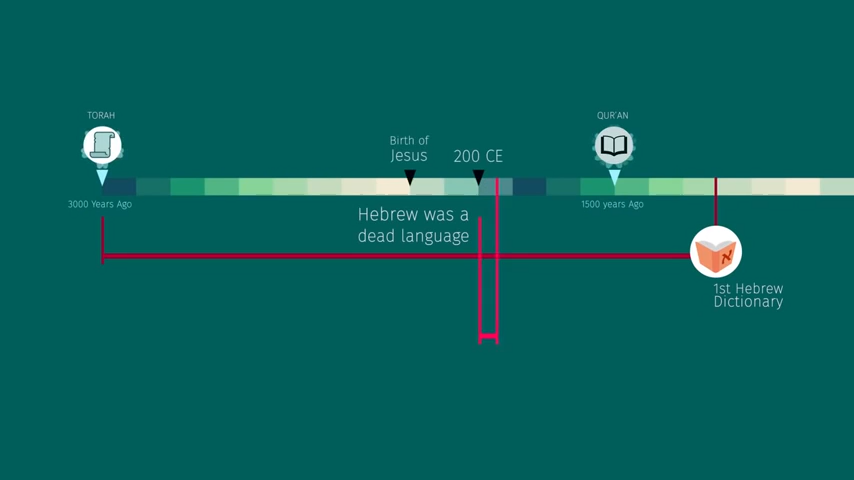 TORAH
QUR'AN
Birth of
Jesus
200 CE
3000 Years Ago
1500 years Ago
Hebrew was a
dead language
א
1st Hebrew
Dictionary